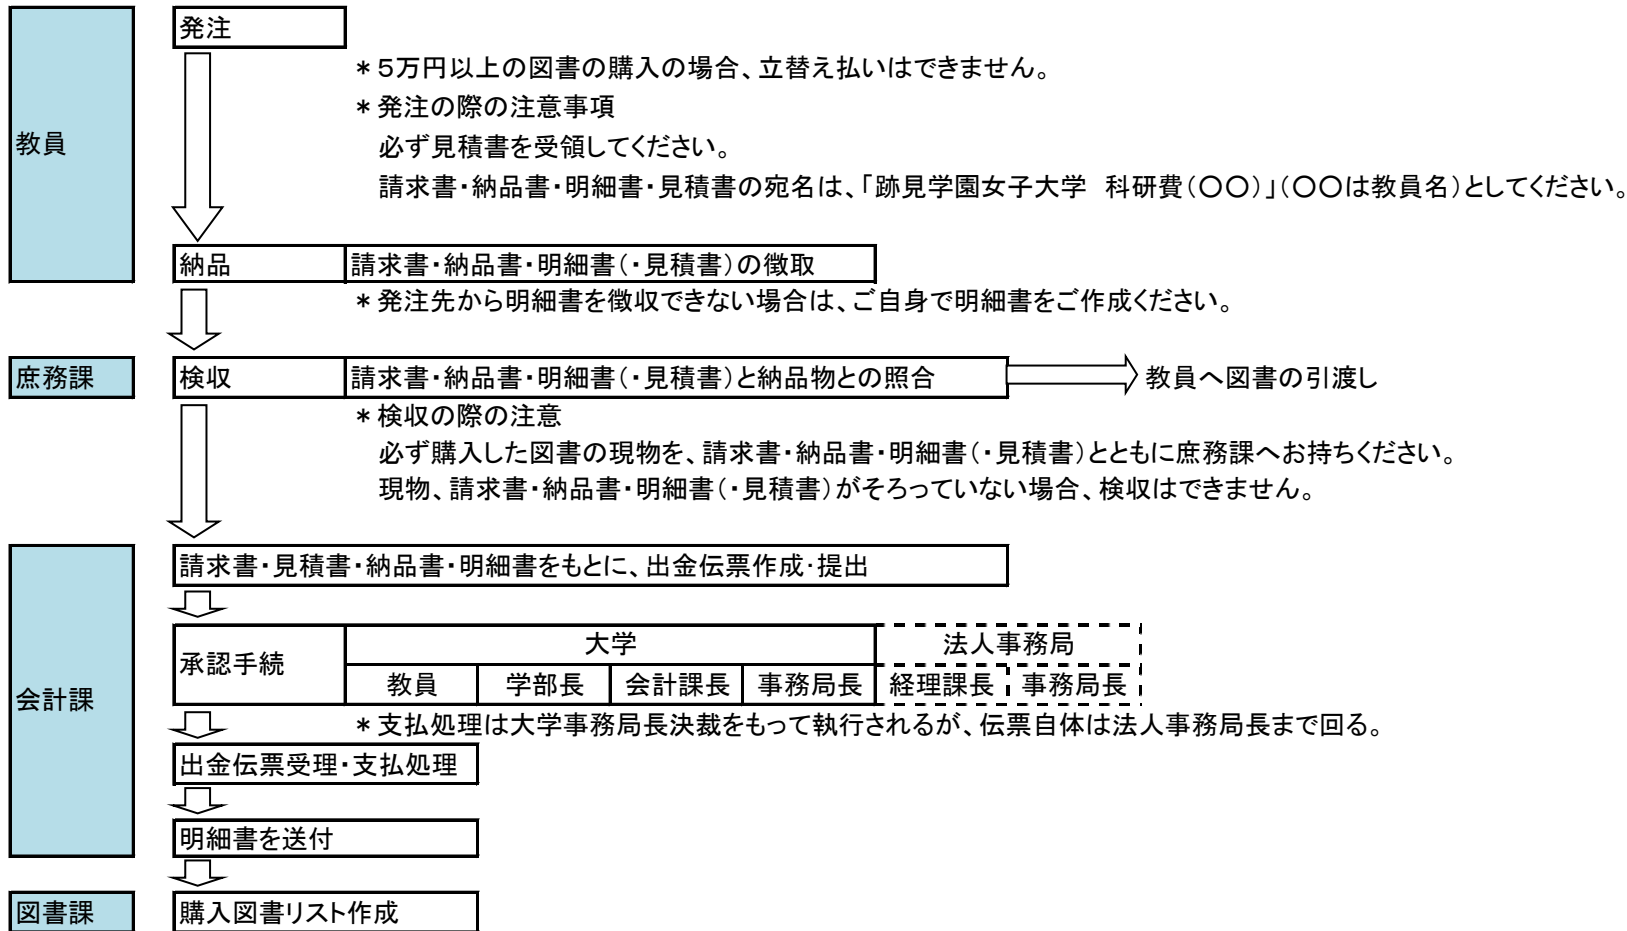 教員
発注
＊５万円以上の図書の購入の場合、立替え払いはできません。
＊発注の際の注意事項
必ず見積書を受領してください。
請求書・納品書・明細書・見積書の宛名は、「跡見学園女子大学　科研費（〇〇）」（〇〇は教員名）としてください。
納品 請求書・納品書・明細書（・見積書）の徴取
＊発注先から明細書を徴収できない場合は、ご自身で明細書をご作成ください。
庶務課 検収 請求書・納品書・明細書（・見積書）と納品物との照合 教員へ図書の引渡し
＊検収の際の注意
必ず購入した図書の現物を、請求書・納品書・明細書（・見積書）とともに庶務課へお持ちください。
現物、請求書・納品書・明細書（・見積書）がそろっていない場合、検収はできません。
会計課
請求書・見積書・納品書・明細書をもとに、出金伝票作成・提出
承認手続
大学 法人事務局
教員 学部長 会計課長 事務局長 経理課長 事務局長
＊支払処理は大学事務局長決裁をもって執行されるが、伝票自体は法人事務局長まで回る。
出金伝票受理・支払処理
明細書を送付
図書課 購入図書リスト作成